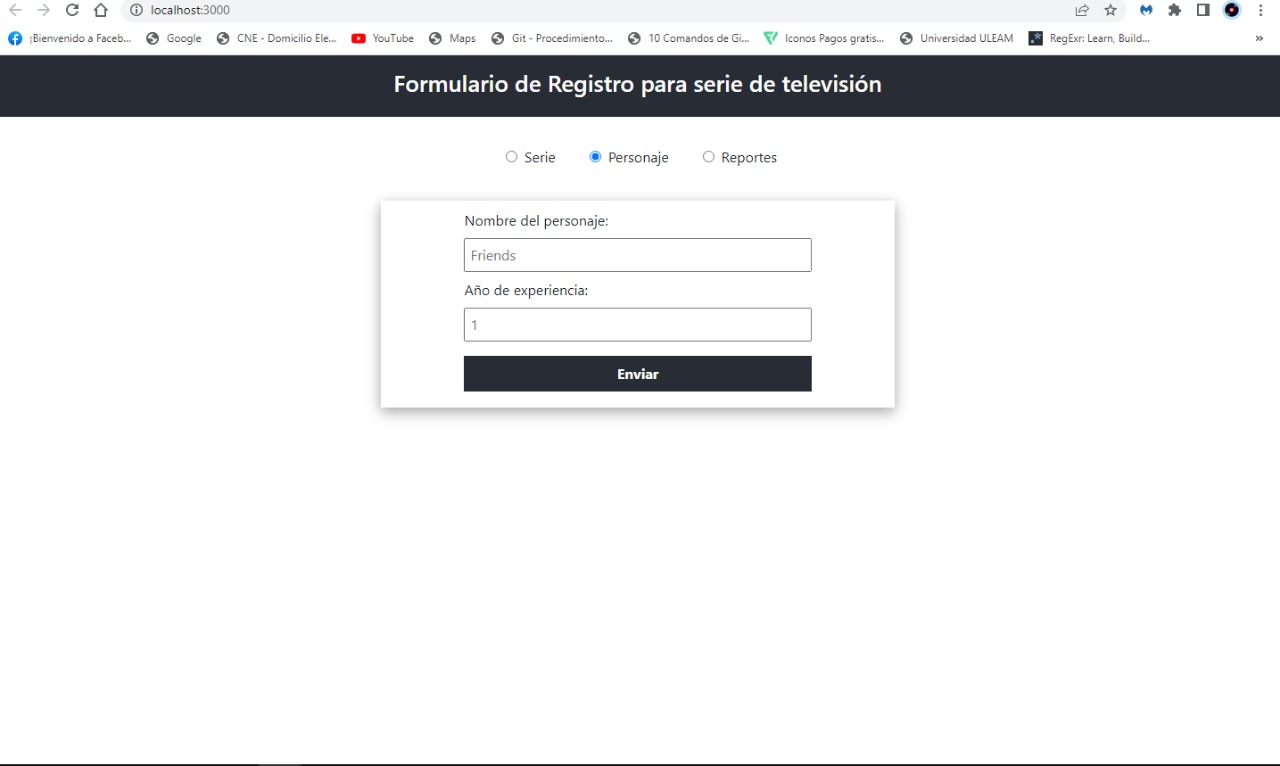 localhost:3000
¡Bienvenido a Faceb... Google CNE - Domicilio Ele... YouTube Maps Git - Procedimiento... 10 Comandos de Gi... Iconos Pagos gratis... Universidad ULEAM RegExr: Learn, Build... »
Formulario de Registro para serie de televisión
Serie Personaje Reportes
Nombre del personaje:
Friends
Año de experiencia:
1
Enviar